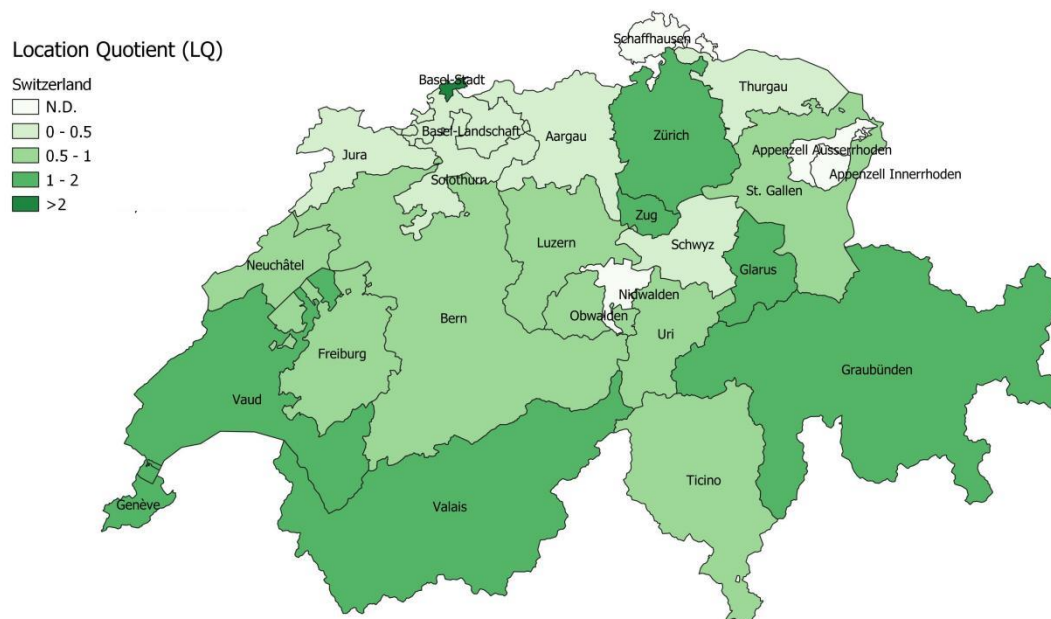 Location Quotient (LQ)
Switzerland
N.D.
0 - 0.5
0.5 - 1
1 - 2
>2
Schaffhausen
Basel-Stadt
Thurgau
Basel-Landschaft
Aargau
Zürich
Jura
Appenzell Ausserrhoden
Appenzell Innerrhoden
Solothurn
St. Gallen
Zug
Luzern
Schwyz
Neuchâtel
Glarus
Nidwalden
Obwalden
Bern
Uri
Freiburg
Graubünden
Vaud
Ticino
Genève
Valais